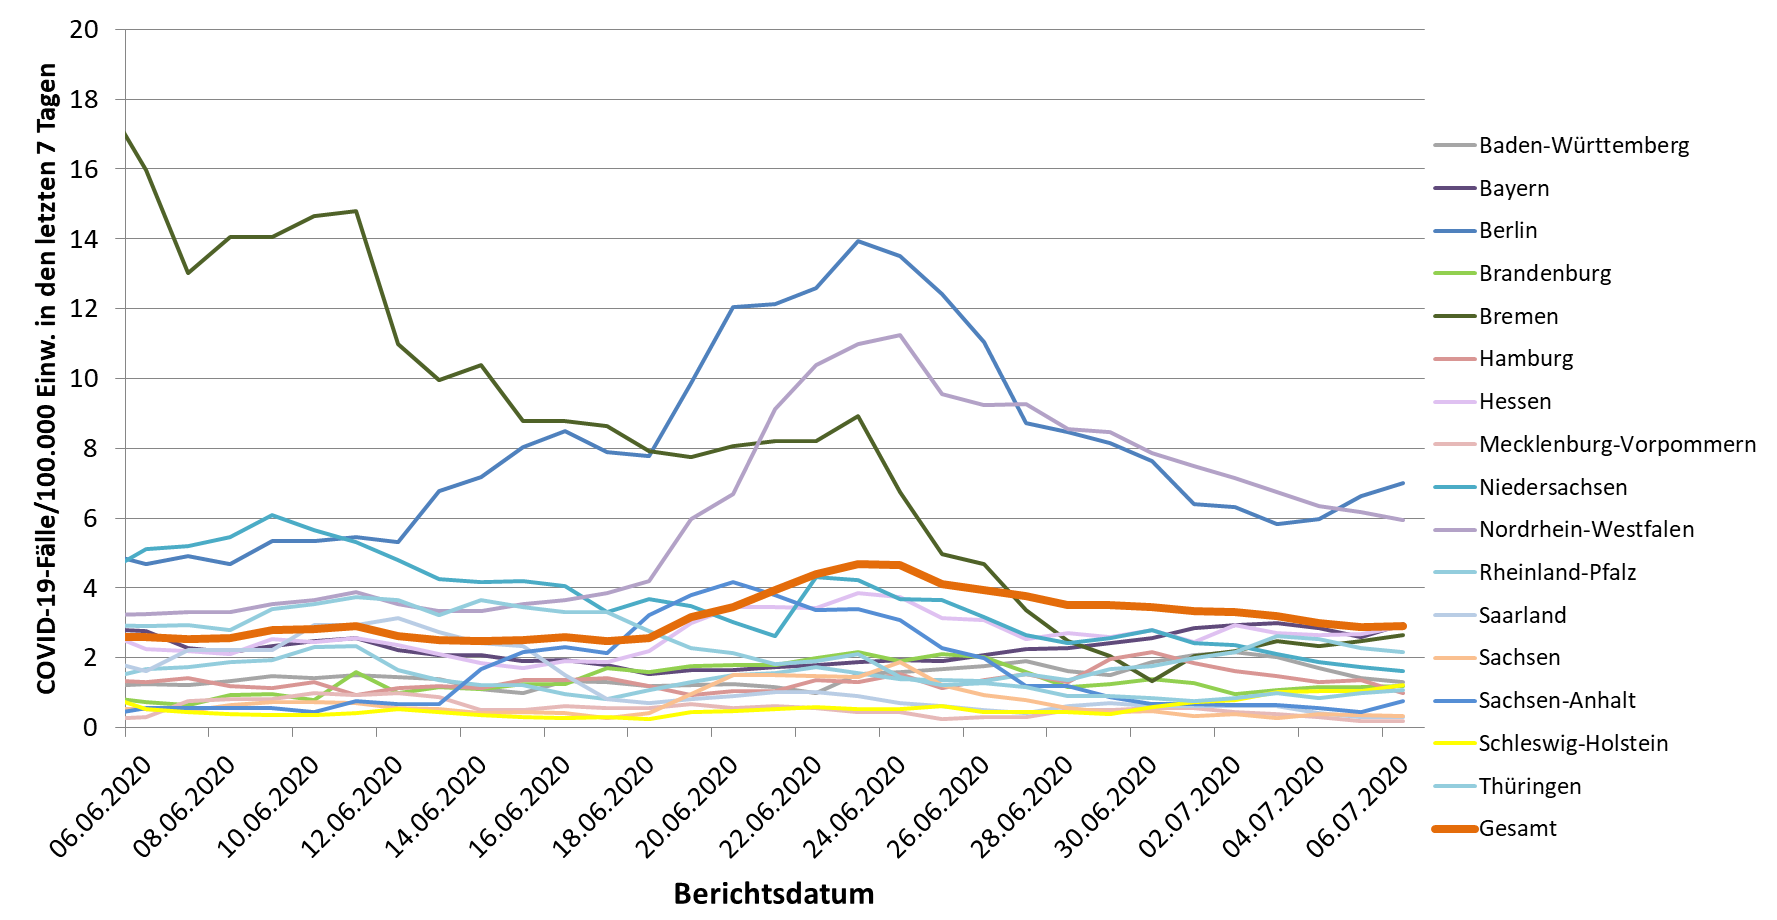 COVID-19-Fälle/100.000 Einw. in den letzten 7 Tagen
20
18
16
14
12
10
8
6
4
2
0
06.06.2020
08.06.2020
10.06.2020
12.06.2020
14.06.2020
16.06.2020
18.06.2020
20.06.2020
22.06.2020
24.06.2020
26.06.2020
28.06.2020
30.06.2020
02.07.2020
04.07.2020
06.07.2020
Berichtsdatum
Baden-Württemberg
Bayern
Berlin
Brandenburg
Bremen
Hamburg
Hessen
Mecklenburg-Vorpommern
Niedersachsen
Nordrhein-Westfalen
Rheinland-Pfalz
Saarland
Sachsen
Sachsen-Anhalt
Schleswig-Holstein
Thüringen
Gesamt